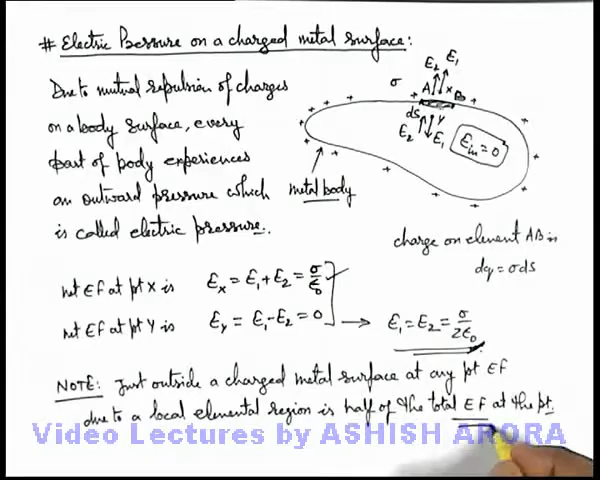 # Electric Pressure on a charged metal surface:
Due to mutual repulsion of charges
on a body surface, every
part of body experiences
an outward pressure which
is called electric pressure.
σ
E₂ E₁
A x B
ds y
E₂ E₁
Ein = 0
metal body
charge on element AB is
dq = σds
net EF at pt X is Ex = E₁ + E₂ = σ/ε₀
net EF at pt Y is Ey = E₁ - E₂ = 0 → E₁ = E₂ = σ/2ε₀
NOTE: Just outside a charged metal surface at any pt EF
due to a local elemental region is half of the total EF at the pt.
Video Lectures by ASHISH ARORA